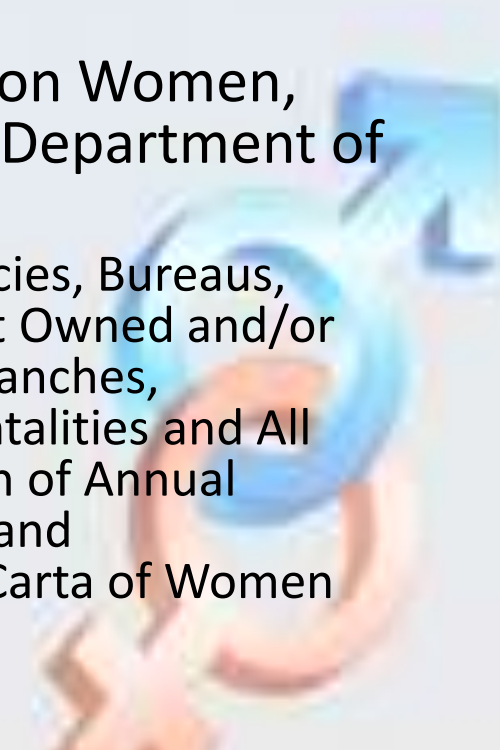 on Women,
Department of
cies, Bureaus,
t Owned and/or
anches,
ntalities and All
n of Annual
and
Carta of Women